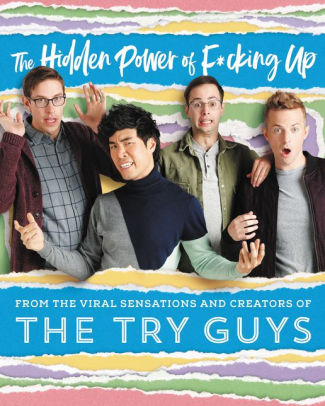 The Hidden Power of F*cking Up
FROM THE VIRAL SENSATIONS AND CREATORS OF
THE TRY GUYS